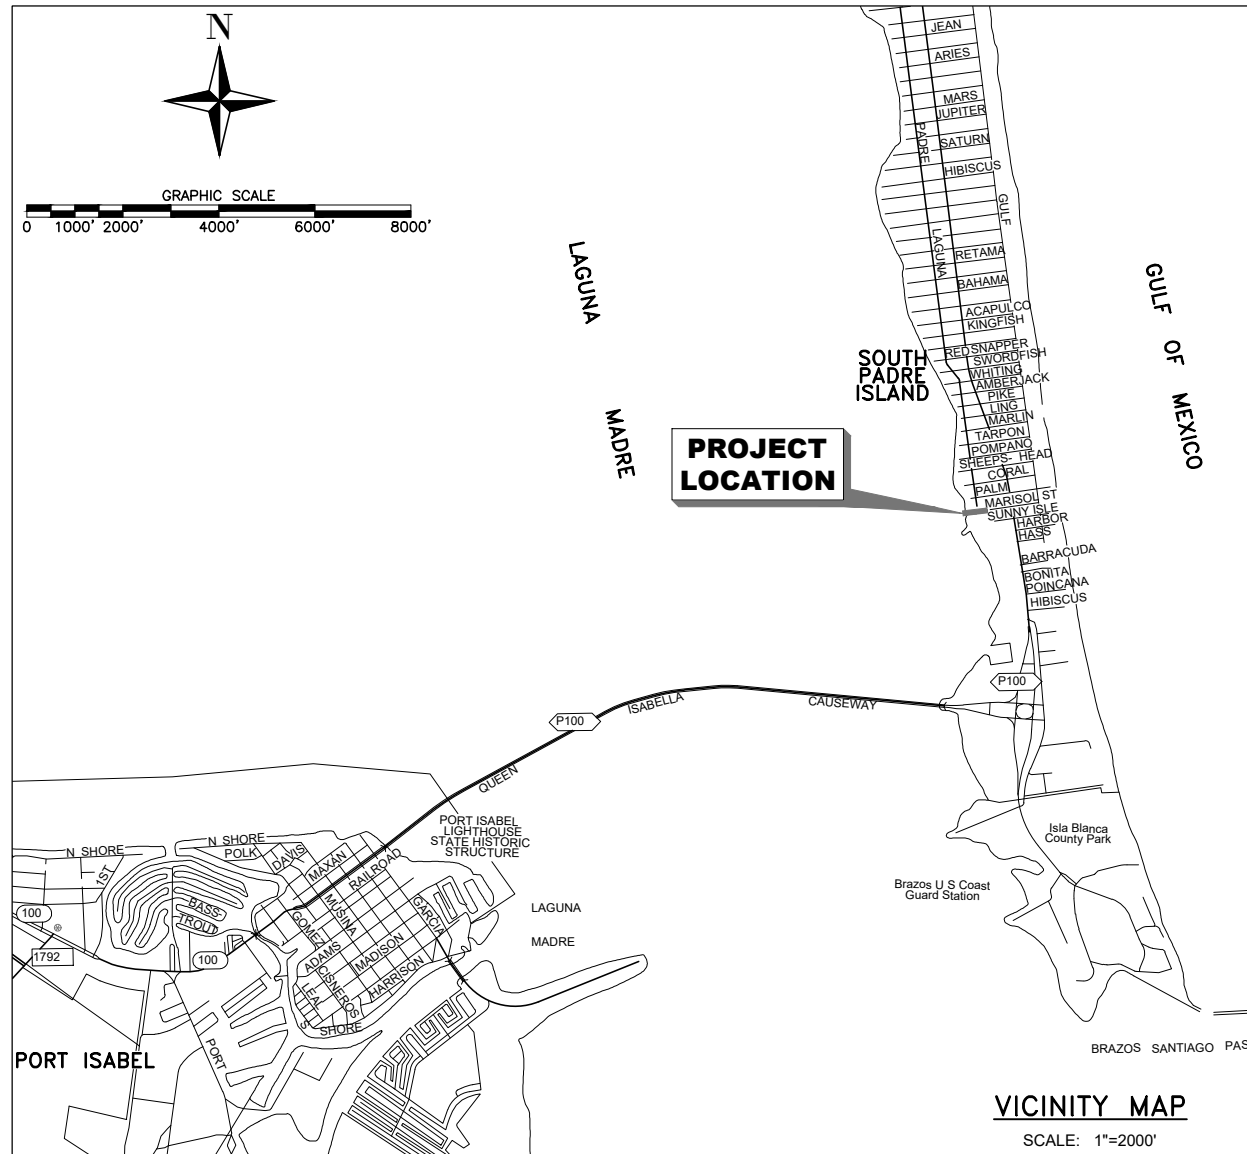 N
GRAPHIC SCALE
0 1000' 2000' 4000' 6000' 8000'
JEAN
ARIES
MARS
JUPITER
PADRE
SATURN
HIBISCUS
GULF
LAGUNA
RETAMA
BAHAMA
ACAPULCO
KINGFISH
RED SNAPPER
SWORDFISH
WHITING
AMBERJACK
PIKE
LING
MARLIN
TARPON
POMPANO
SHEEPS- HEAD
CORAL
PALM
MARISOL ST
SUNNY ISLE
HARBOR
HASS
BARRACUDA
BONITA
POINCANA
HIBISCUS
LAGUNA
MADRE
GULF OF MEXICO
SOUTH
PADRE
ISLAND
PROJECT
LOCATION
P100
P100
QUEEN
ISABELLA
CAUSEWAY
PORT ISABEL
LIGHTHOUSE
STATE HISTORIC
STRUCTURE
Isla Blanca
County Park
Brazos U S Coast
Guard Station
LAGUNA
MADRE
N SHORE
N SHORE
POLK
DAVIS
MAXAN
RAILROAD
1ST
BASS-
TROUT
MUSINA
GOMEZ
GARCIA
ADAMS
MADISON
CISNEROS
HARRISON
LEAL
S SHORE
PORT
100
100
1792
PORT ISABEL
BRAZOS SANTIAGO PAS
VICINITY MAP
SCALE: 1"=2000'